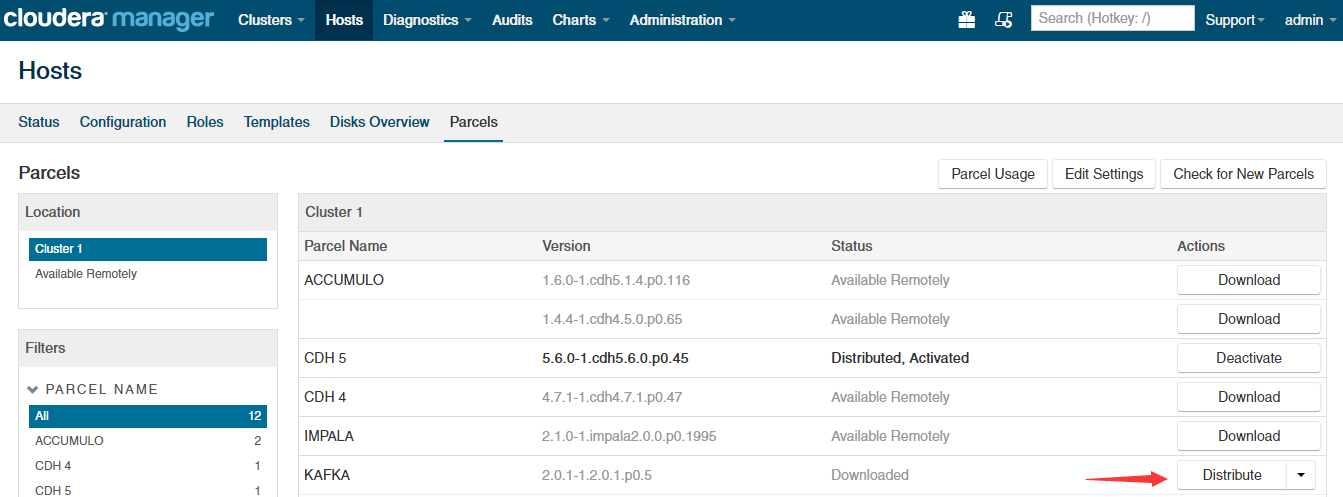 cloudera manager Clusters Hosts Diagnostics Audits Charts Administration Search (Hotkey: /) Support admin
Hosts
Status Configuration Roles Templates Disks Overview Parcels
Parcels
Parcel Usage Edit Settings Check for New Parcels
Location
Cluster 1
Available Remotely
Filters
PARCEL NAME
All 12
ACCUMULO 2
CDH 4 1
CDH 5 1
Cluster 1
Parcel Name Version Status Actions
ACCUMULO 1.6.0-1.cdh5.1.4.p0.116 Available Remotely Download
1.4.4-1.cdh4.5.0.p0.65 Available Remotely Download
CDH 5 5.6.0-1.cdh5.6.0.p0.45 Distributed, Activated Deactivate
CDH 4 4.7.1-1.cdh4.7.1.p0.47 Available Remotely Download
IMPALA 2.1.0-1.impala2.0.0.p0.1995 Available Remotely Download
KAFKA 2.0.1-1.2.0.1.p0.5 Downloaded Distribute